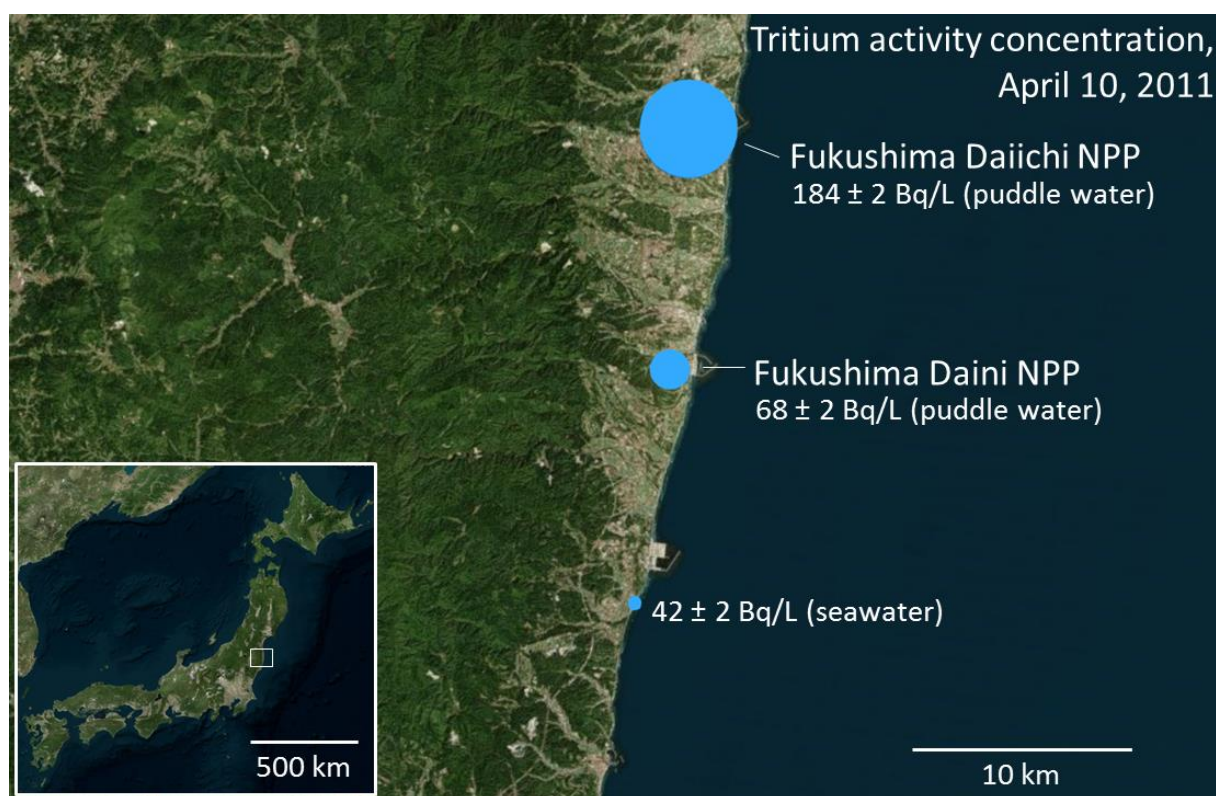 Tritium activity concentration,
April 10, 2011
Fukushima Daiichi NPP
184 ± 2 Bq/L (puddle water)
Fukushima Daini NPP
68 ± 2 Bq/L (puddle water)
42 ± 2 Bq/L (seawater)
500 km
10 km